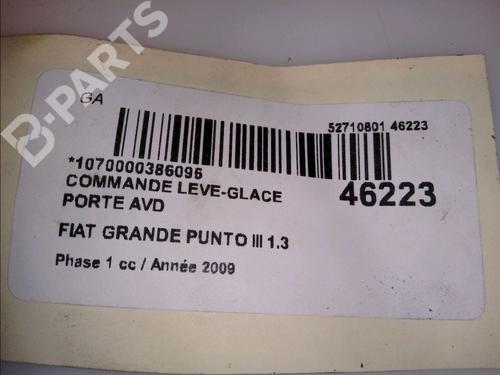 B-PARTS
GA
52710801 46223
*1070000386096
46223
COMMANDE LEVE-GLACE
PORTE AVD
FIAT GRANDE PUNTO III 1.3
Phase 1 cc / Année 2009